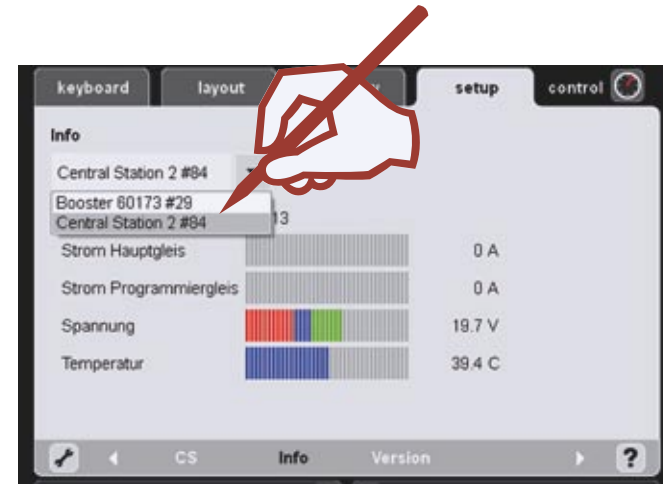 keyboard layout setup control
Info
Central Station 2 #84
Booster 60173 #29
Central Station 2 #84
13
Strom Hauptgleis 0 A
Strom Programmiergleis 0 A
Spannung 19.7 V
Temperatur 39.4 C
CS Info Version ?